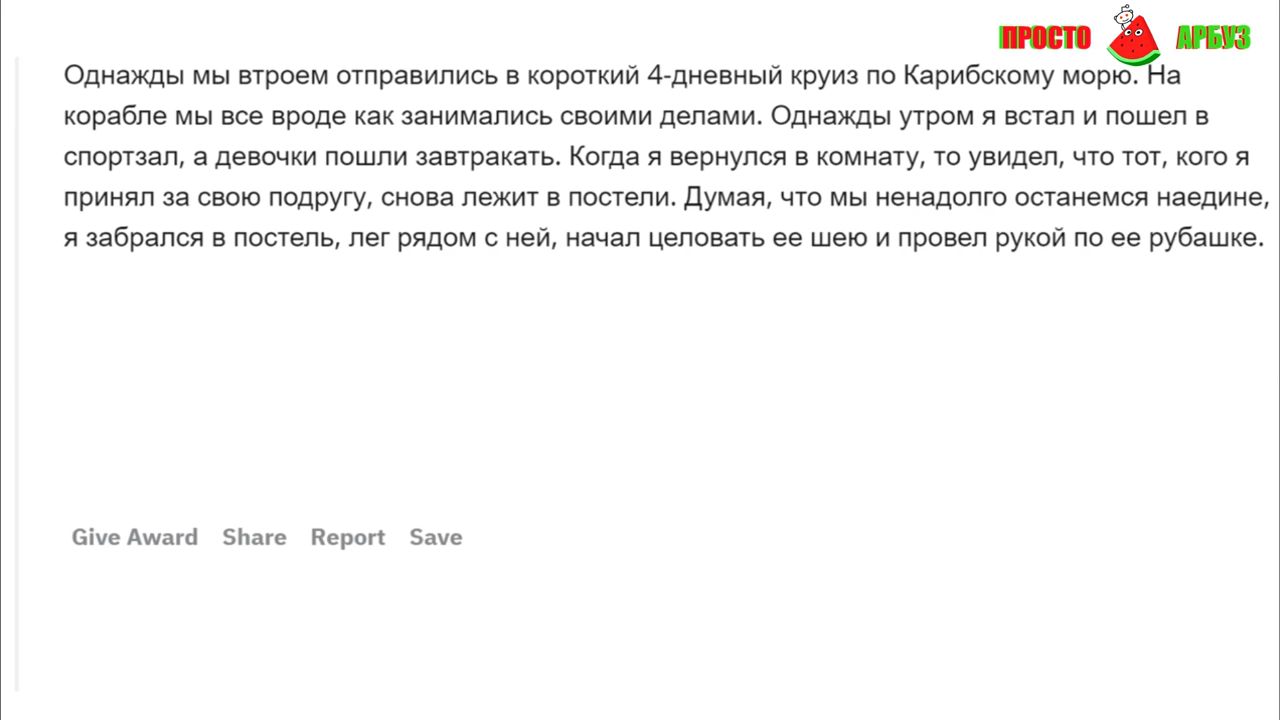 ПРОСТО АРБУЗ
Однажды мы втроем отправились в короткий 4-дневный круиз по Карибскому морю. На
корабле мы все вроде как занимались своими делами. Однажды утром я встал и пошел в
спортзал, а девочки пошли завтракать. Когда я вернулся в комнату, то увидел, что тот, кого я
принял за свою подругу, снова лежит в постели. Думая, что мы ненадолго останемся наедине,
я забрался в постель, лег рядом с ней, начал целовать ее шею и провел рукой по ее рубашке.
Give Award Share Report Save